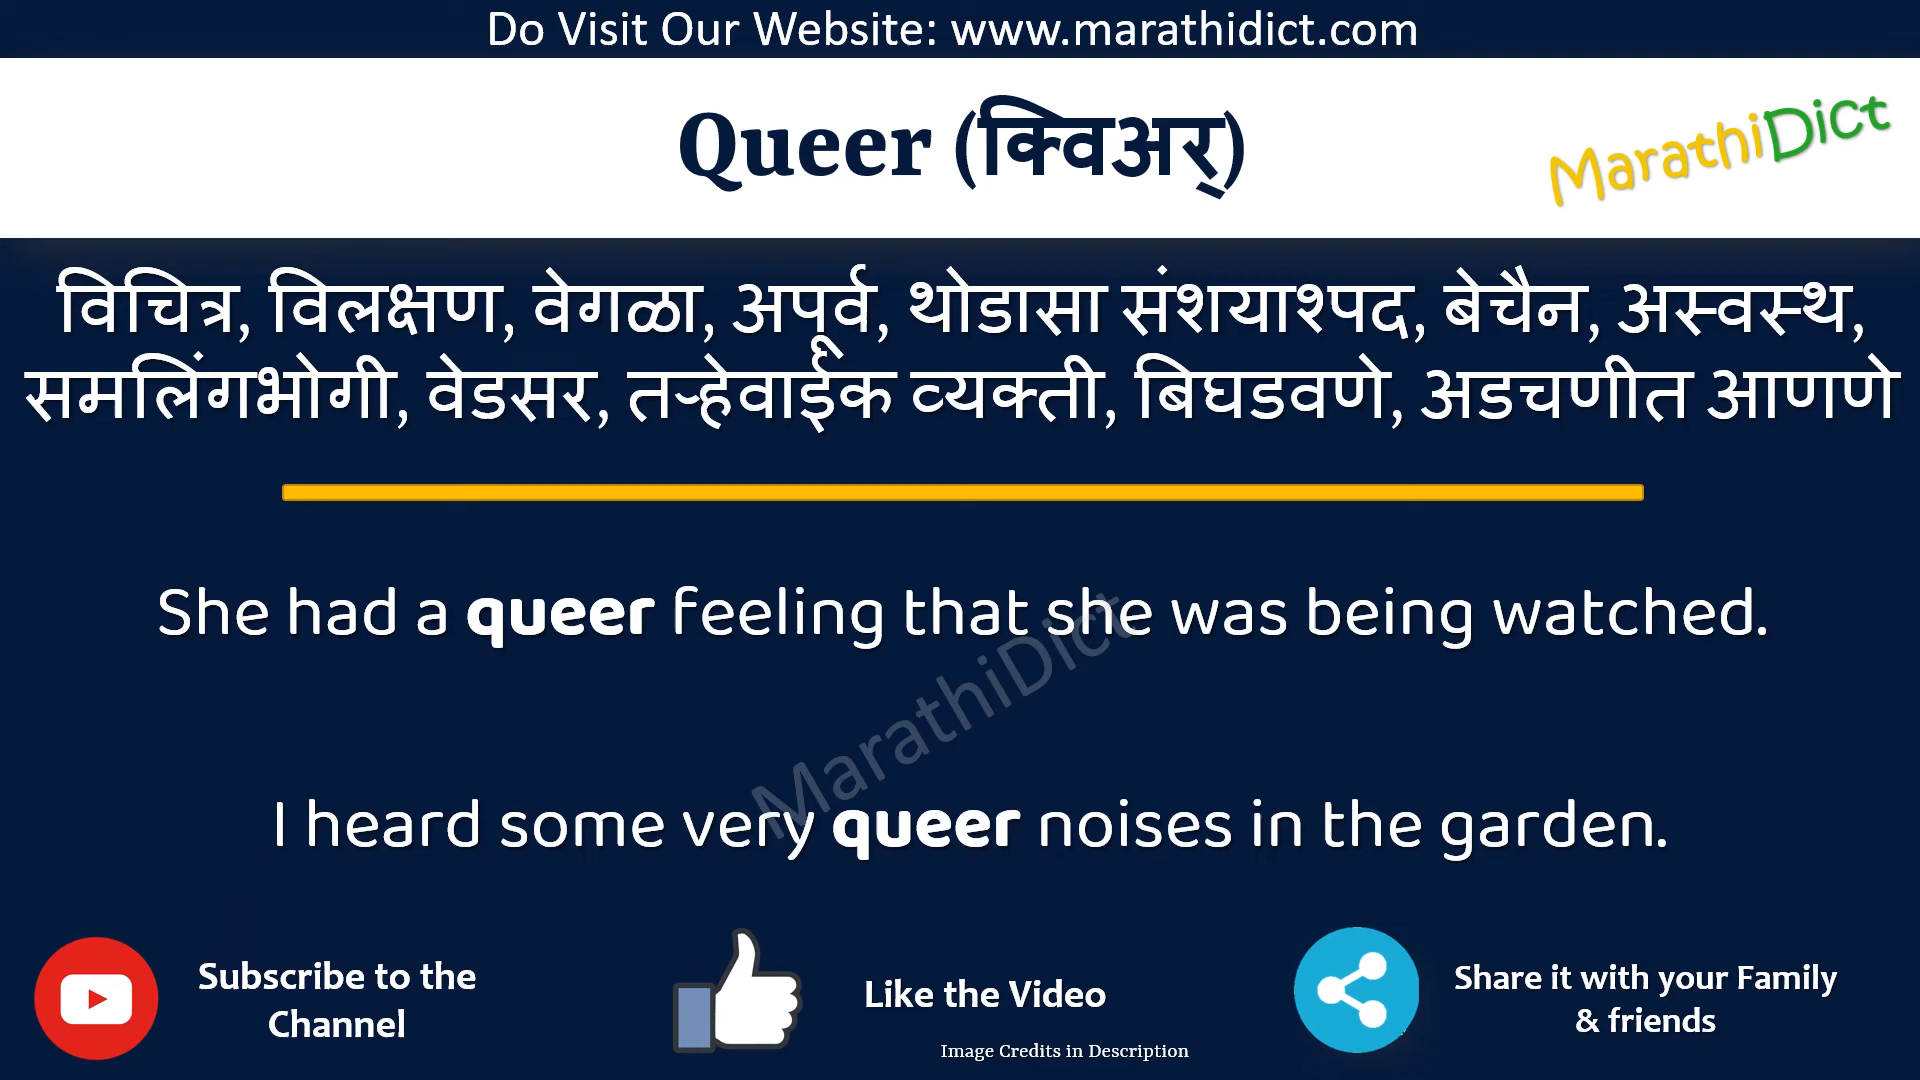 Do Visit Our Website: www.marathidict.com
Queer (क्विअर्)
MarathiDict
विचित्र, विलक्षण, वेगळा, अपूर्व, थोडासा संशयाश्पद, बेचैन, अस्वस्थ,
समलिंगभोगी, वेडसर, तऱ्हेवाईक व्यक्ती, बिघडवणे, अडचणीत आणणे
She had a queer feeling that she was being watched.
MarathiDict
I heard some very queer noises in the garden.
Subscribe to the
Channel
Like the Video
Share it with your Family
& friends
Image Credits in Description